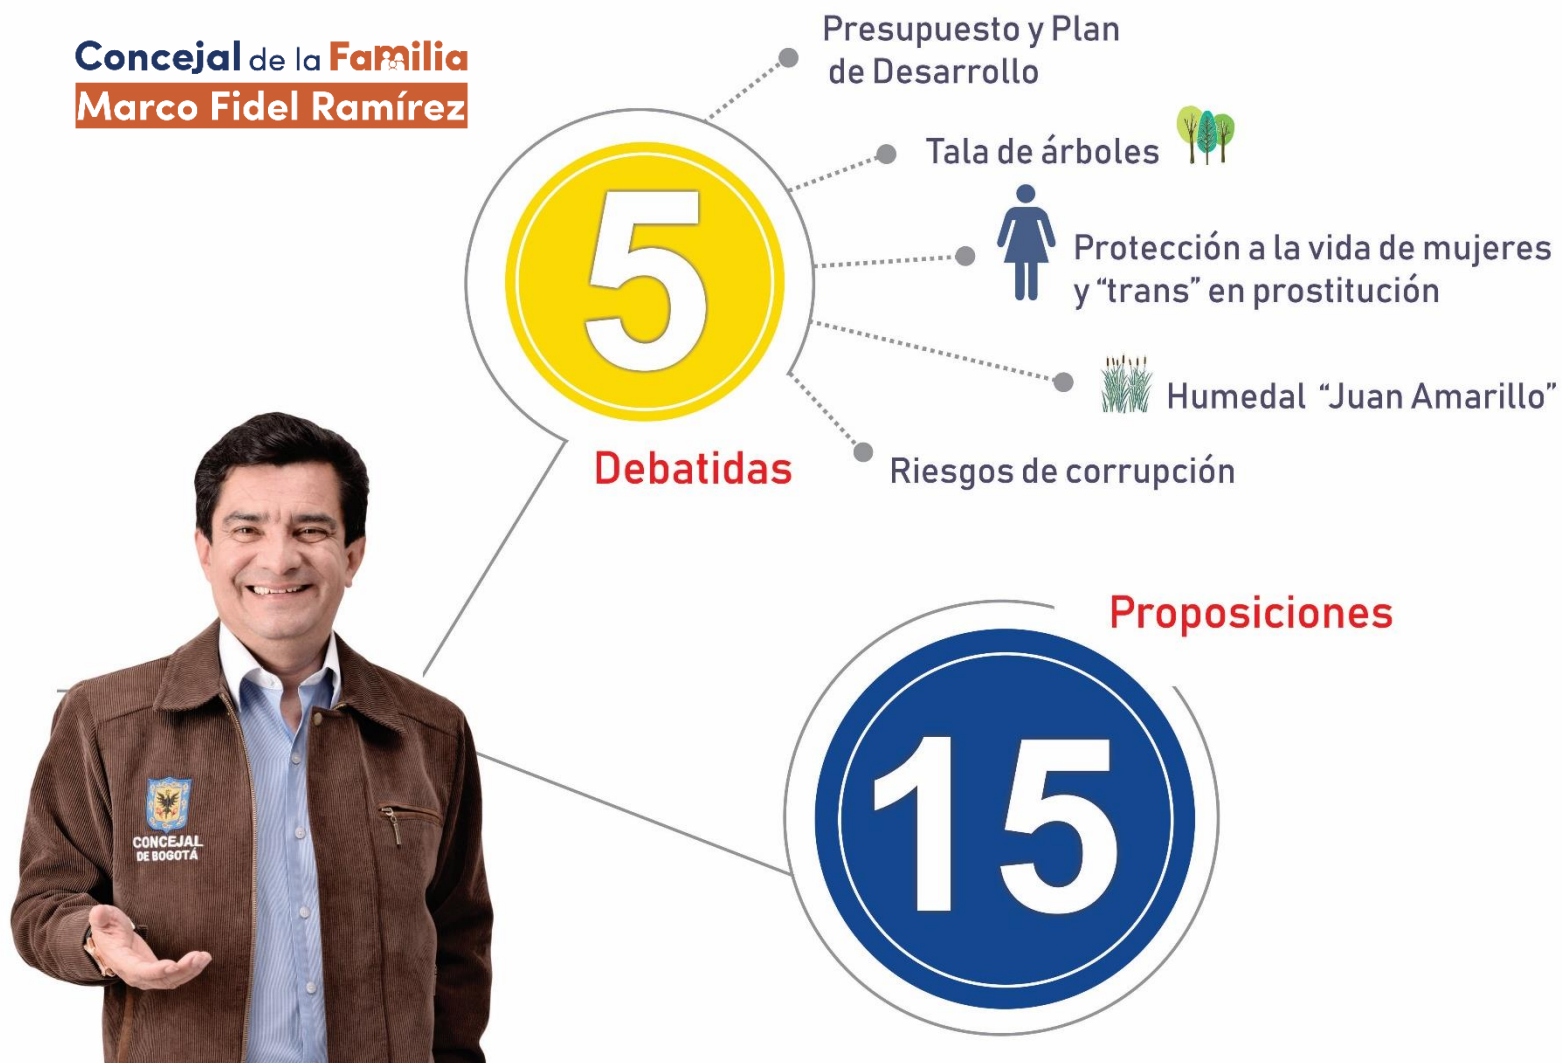 Concejal de la Familia
Marco Fidel Ramírez
Presupuesto y Plan
de Desarrollo
Tala de árboles
Protección a la vida de mujeres
y “trans” en prostitución
Humedal “Juan Amarillo”
Riesgos de corrupción
5
Debatidas
Proposiciones
15
CONCEJAL
DE BOGOTÁ